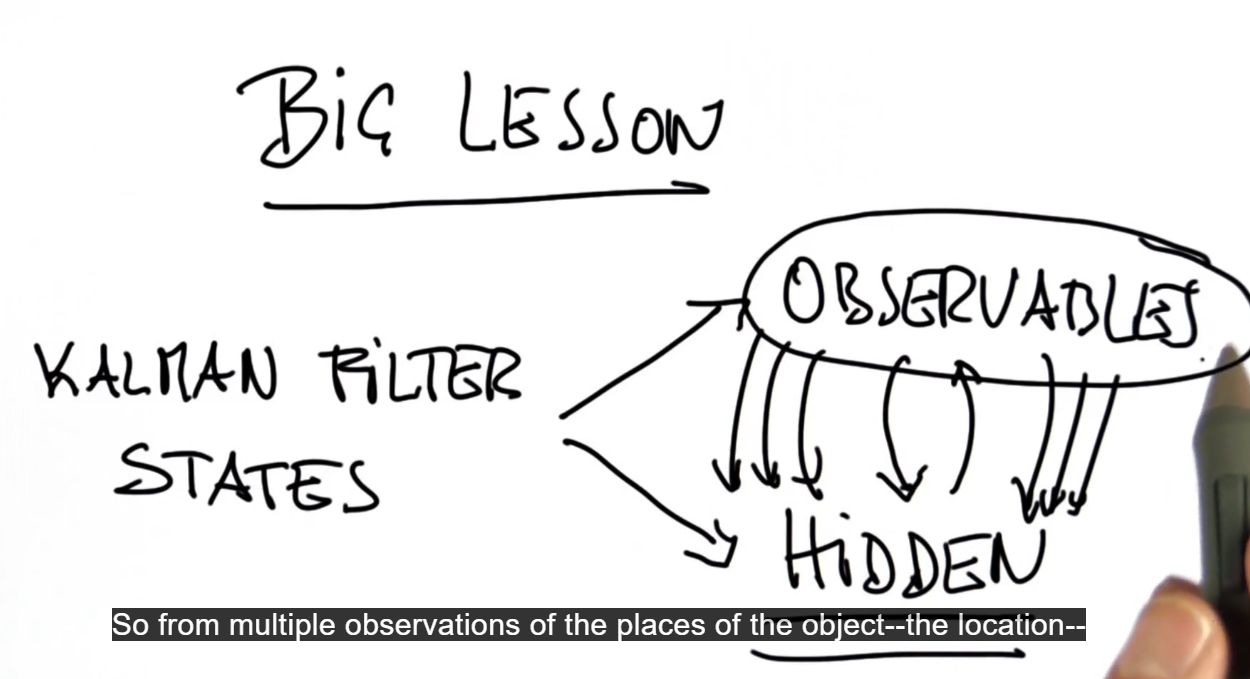 BiG LESSON
OBSERVABLES
KALMAN FiLTER
STATES
HiDDEN
So from multiple observations of the places of the object--the location--